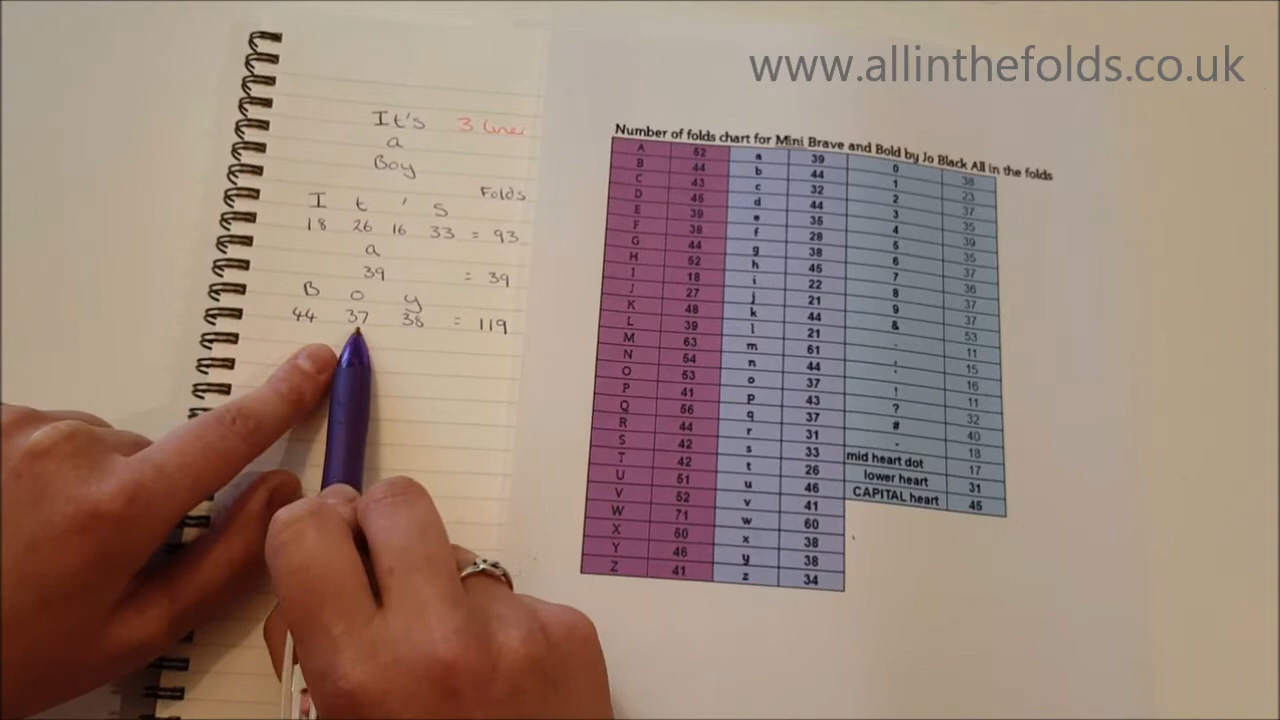 www.allinthefolds.co.uk
It's 3 liner
a
Boy
Folds
I t ' s
18 26 16 33 = 93
a
39 = 39
B o y
44 37 38 = 119
Number of folds chart for Mini Brave and Bold by Jo Black All in the folds
A 52 a 39 0 38
B 44 b 44 1 23
C 43 c 32 2 37
D 45 d 44 3 35
E 39 e 35 4 39
F 38 f 28 5 35
G 44 g 38 6 37
H 52 h 45 7 36
I 18 i 22 8 37
J 27 j 21 9 37
K 48 k 44 & 53
L 39 l 21 . 11
M 63 m 61 , 15
N 54 n 44 ' 16
O 53 o 37 ! 11
P 41 p 43 ? 32
Q 56 q 37 # 40
R 44 r 31 - 18
S 42 s 33 mid heart dot 17
T 42 t 26 lower heart 31
U 51 u 46 CAPITAL heart 45
V 52 v 41
W 71 w 60
X 50 x 38
Y 46 y 38
Z 41 z 34